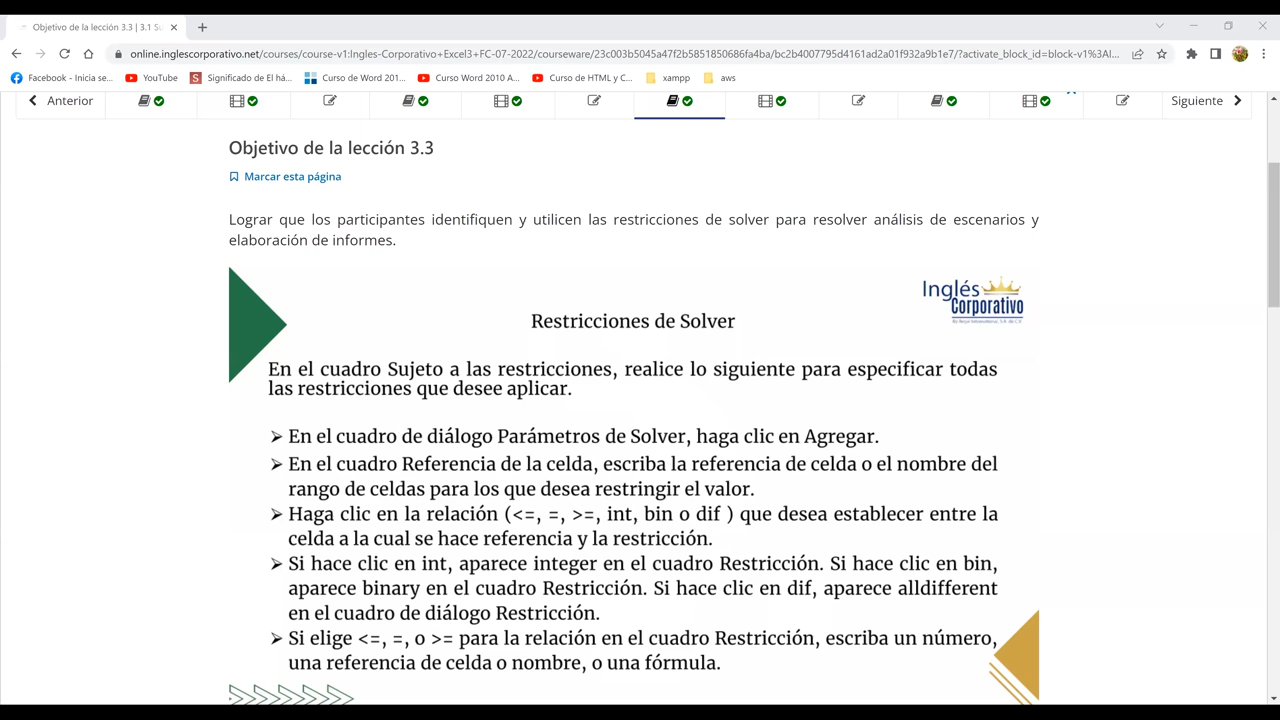 Objetivo de la lección 3.3 | 3.1 Su
online.inglescorporativo.net/courses/course-v1:Ingles-Corporativo+Excel3+FC-07-2022/courseware/23c003b5045a47f2b5851850686fa4ba/bc2b4007795d4161ad2a01f932a9b1e7/?activate_block_id=block-v1%3AI...
Facebook - Inicia se... YouTube Significado de El há... Curso de Word 201... Curso Word 2010 A... Curso de HTML y C... xampp aws
Anterior Siguiente
Objetivo de la lección 3.3
Marcar esta página
Lograr que los participantes identifiquen y utilicen las restricciones de solver para resolver análisis de escenarios y
elaboración de informes.
Inglés
Corporativo
Restricciones de Solver
En el cuadro Sujeto a las restricciones, realice lo siguiente para especificar todas
las restricciones que desee aplicar.
➢ En el cuadro de diálogo Parámetros de Solver, haga clic en Agregar.
➢ En el cuadro Referencia de la celda, escriba la referencia de celda o el nombre del
rango de celdas para los que desea restringir el valor.
➢ Haga clic en la relación (<=, =, >=, int, bin o dif ) que desea establecer entre la
celda a la cual se hace referencia y la restricción.
➢ Si hace clic en int, aparece integer en el cuadro Restricción. Si hace clic en bin,
aparece binary en el cuadro Restricción. Si hace clic en dif, aparece alldifferent
en el cuadro de diálogo Restricción.
➢ Si elige <=, =, o >= para la relación en el cuadro Restricción, escriba un número,
una referencia de celda o nombre, o una fórmula.